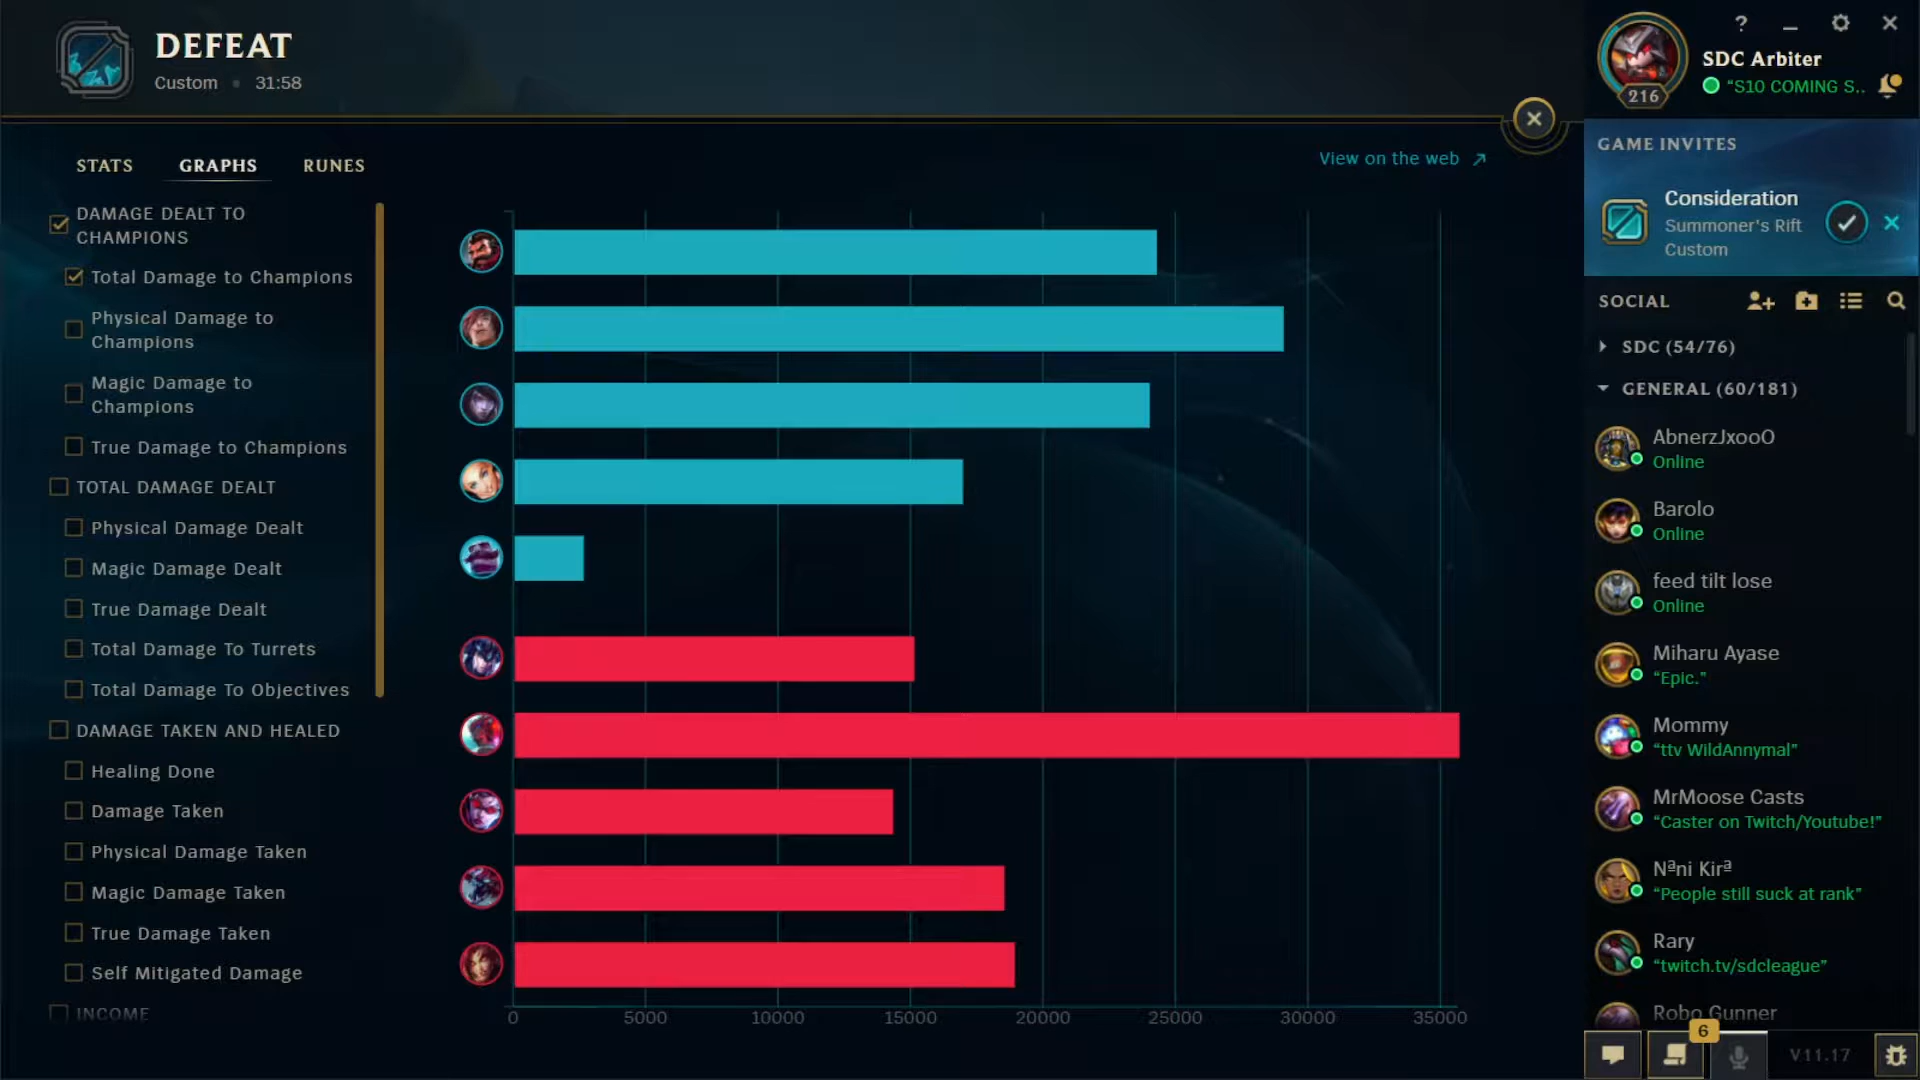 DEFEAT
Custom • 31:58
STATS GRAPHS RUNES
View on the web
DAMAGE DEALT TO
CHAMPIONS
Total Damage to Champions
Physical Damage to
Champions
Magic Damage to
Champions
True Damage to Champions
TOTAL DAMAGE DEALT
Physical Damage Dealt
Magic Damage Dealt
True Damage Dealt
Total Damage To Turrets
Total Damage To Objectives
DAMAGE TAKEN AND HEALED
Healing Done
Damage Taken
Physical Damage Taken
Magic Damage Taken
True Damage Taken
Self Mitigated Damage
INCOME
0 5000 10000 15000 20000 25000 30000 35000
?
SDC Arbiter
“S10 COMING S..
216
GAME INVITES
Consideration
Summoner's Rift
Custom
SOCIAL
SDC (54/76)
GENERAL (60/181)
AbnerzJxooO
Online
Barolo
Online
feed tilt lose
Online
Miharu Ayase
“Epic.”
Mommy
“ttv WildAnnymal”
MrMoose Casts
“Caster on Twitch/Youtube!”
Nªni Kirª
“People still suck at rank”
Rary
“twitch.tv/sdcleague”
Robo Gunner
6
V11.17